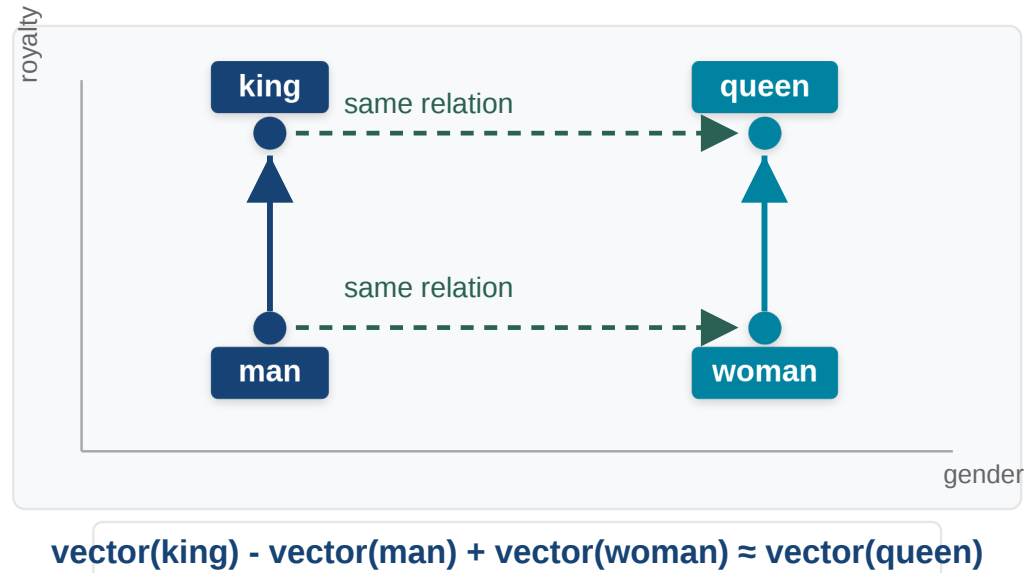 royalty
king
queen
same relation
same relation
man
woman
gender
vector(king) - vector(man) + vector(woman) ≈ vector(queen)